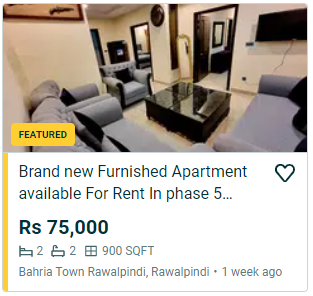 FEATURED
Brand new Furnished Apartment
available For Rent In phase 5...
Rs 75,000
2 2 900 SQFT
Bahria Town Rawalpindi, Rawalpindi • 1 week ago